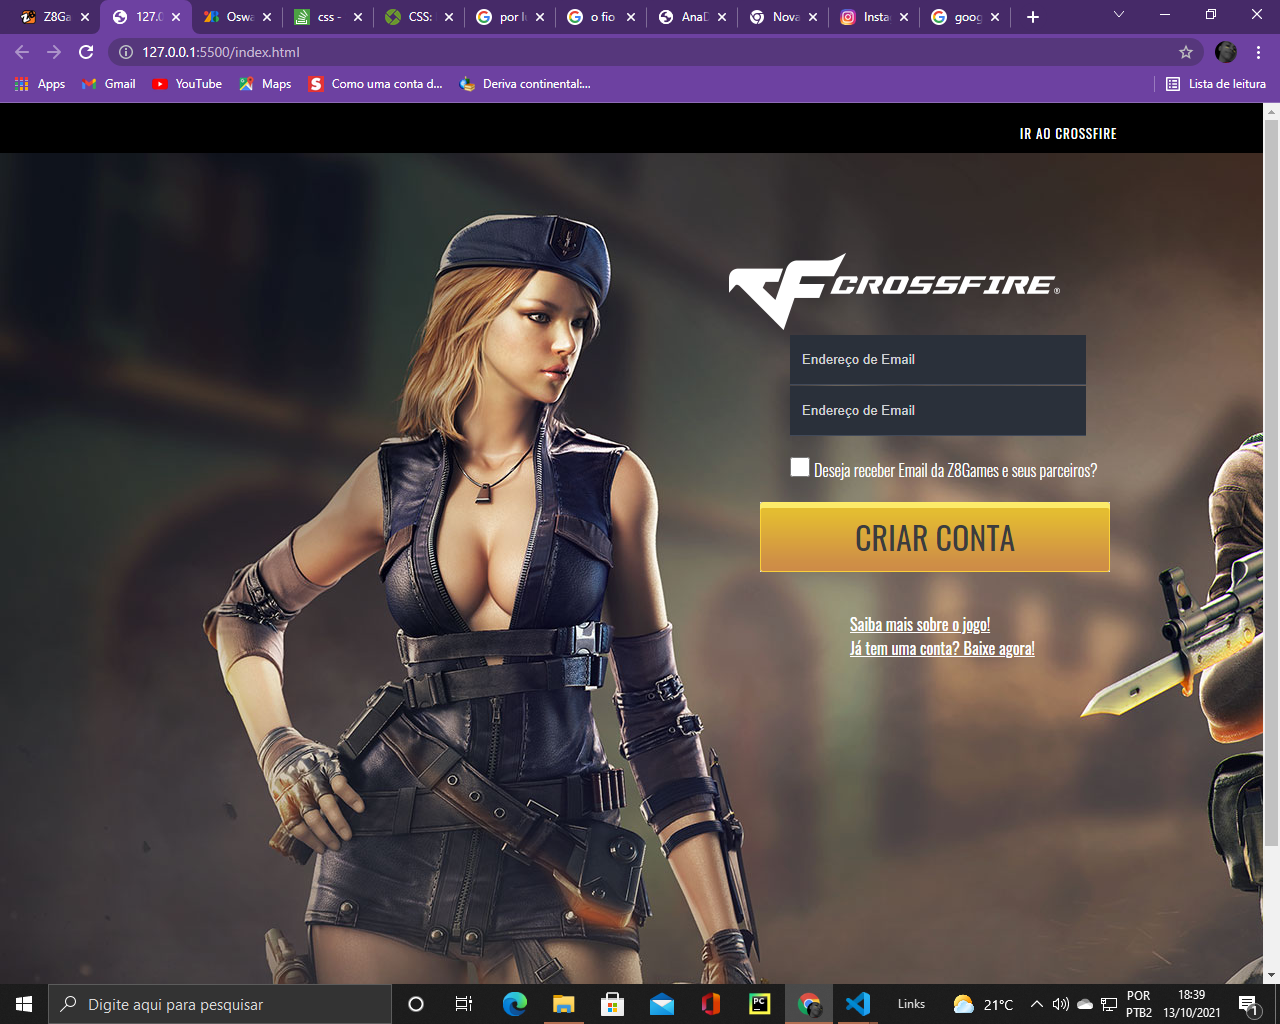 Z8Ga
127.0
Oswa
css -
CSS:
por l
o fio
AnaD
Nova
Insta
goog
127.0.0.1:5500/index.html
Apps
Gmail
YouTube
Maps
Como uma conta d...
Deriva continental:...
Lista de leitura
IR AO CROSSFIRE
CROSSFIRE®
Endereço de Email
Endereço de Email
Deseja receber Email da Z8Games e seus parceiros?
CRIAR CONTA
Saiba mais sobre o jogo!
Já tem uma conta? Baixe agora!
Digite aqui para pesquisar
PC
Links
21°C
POR
PTB2
18:39
13/10/2021
1